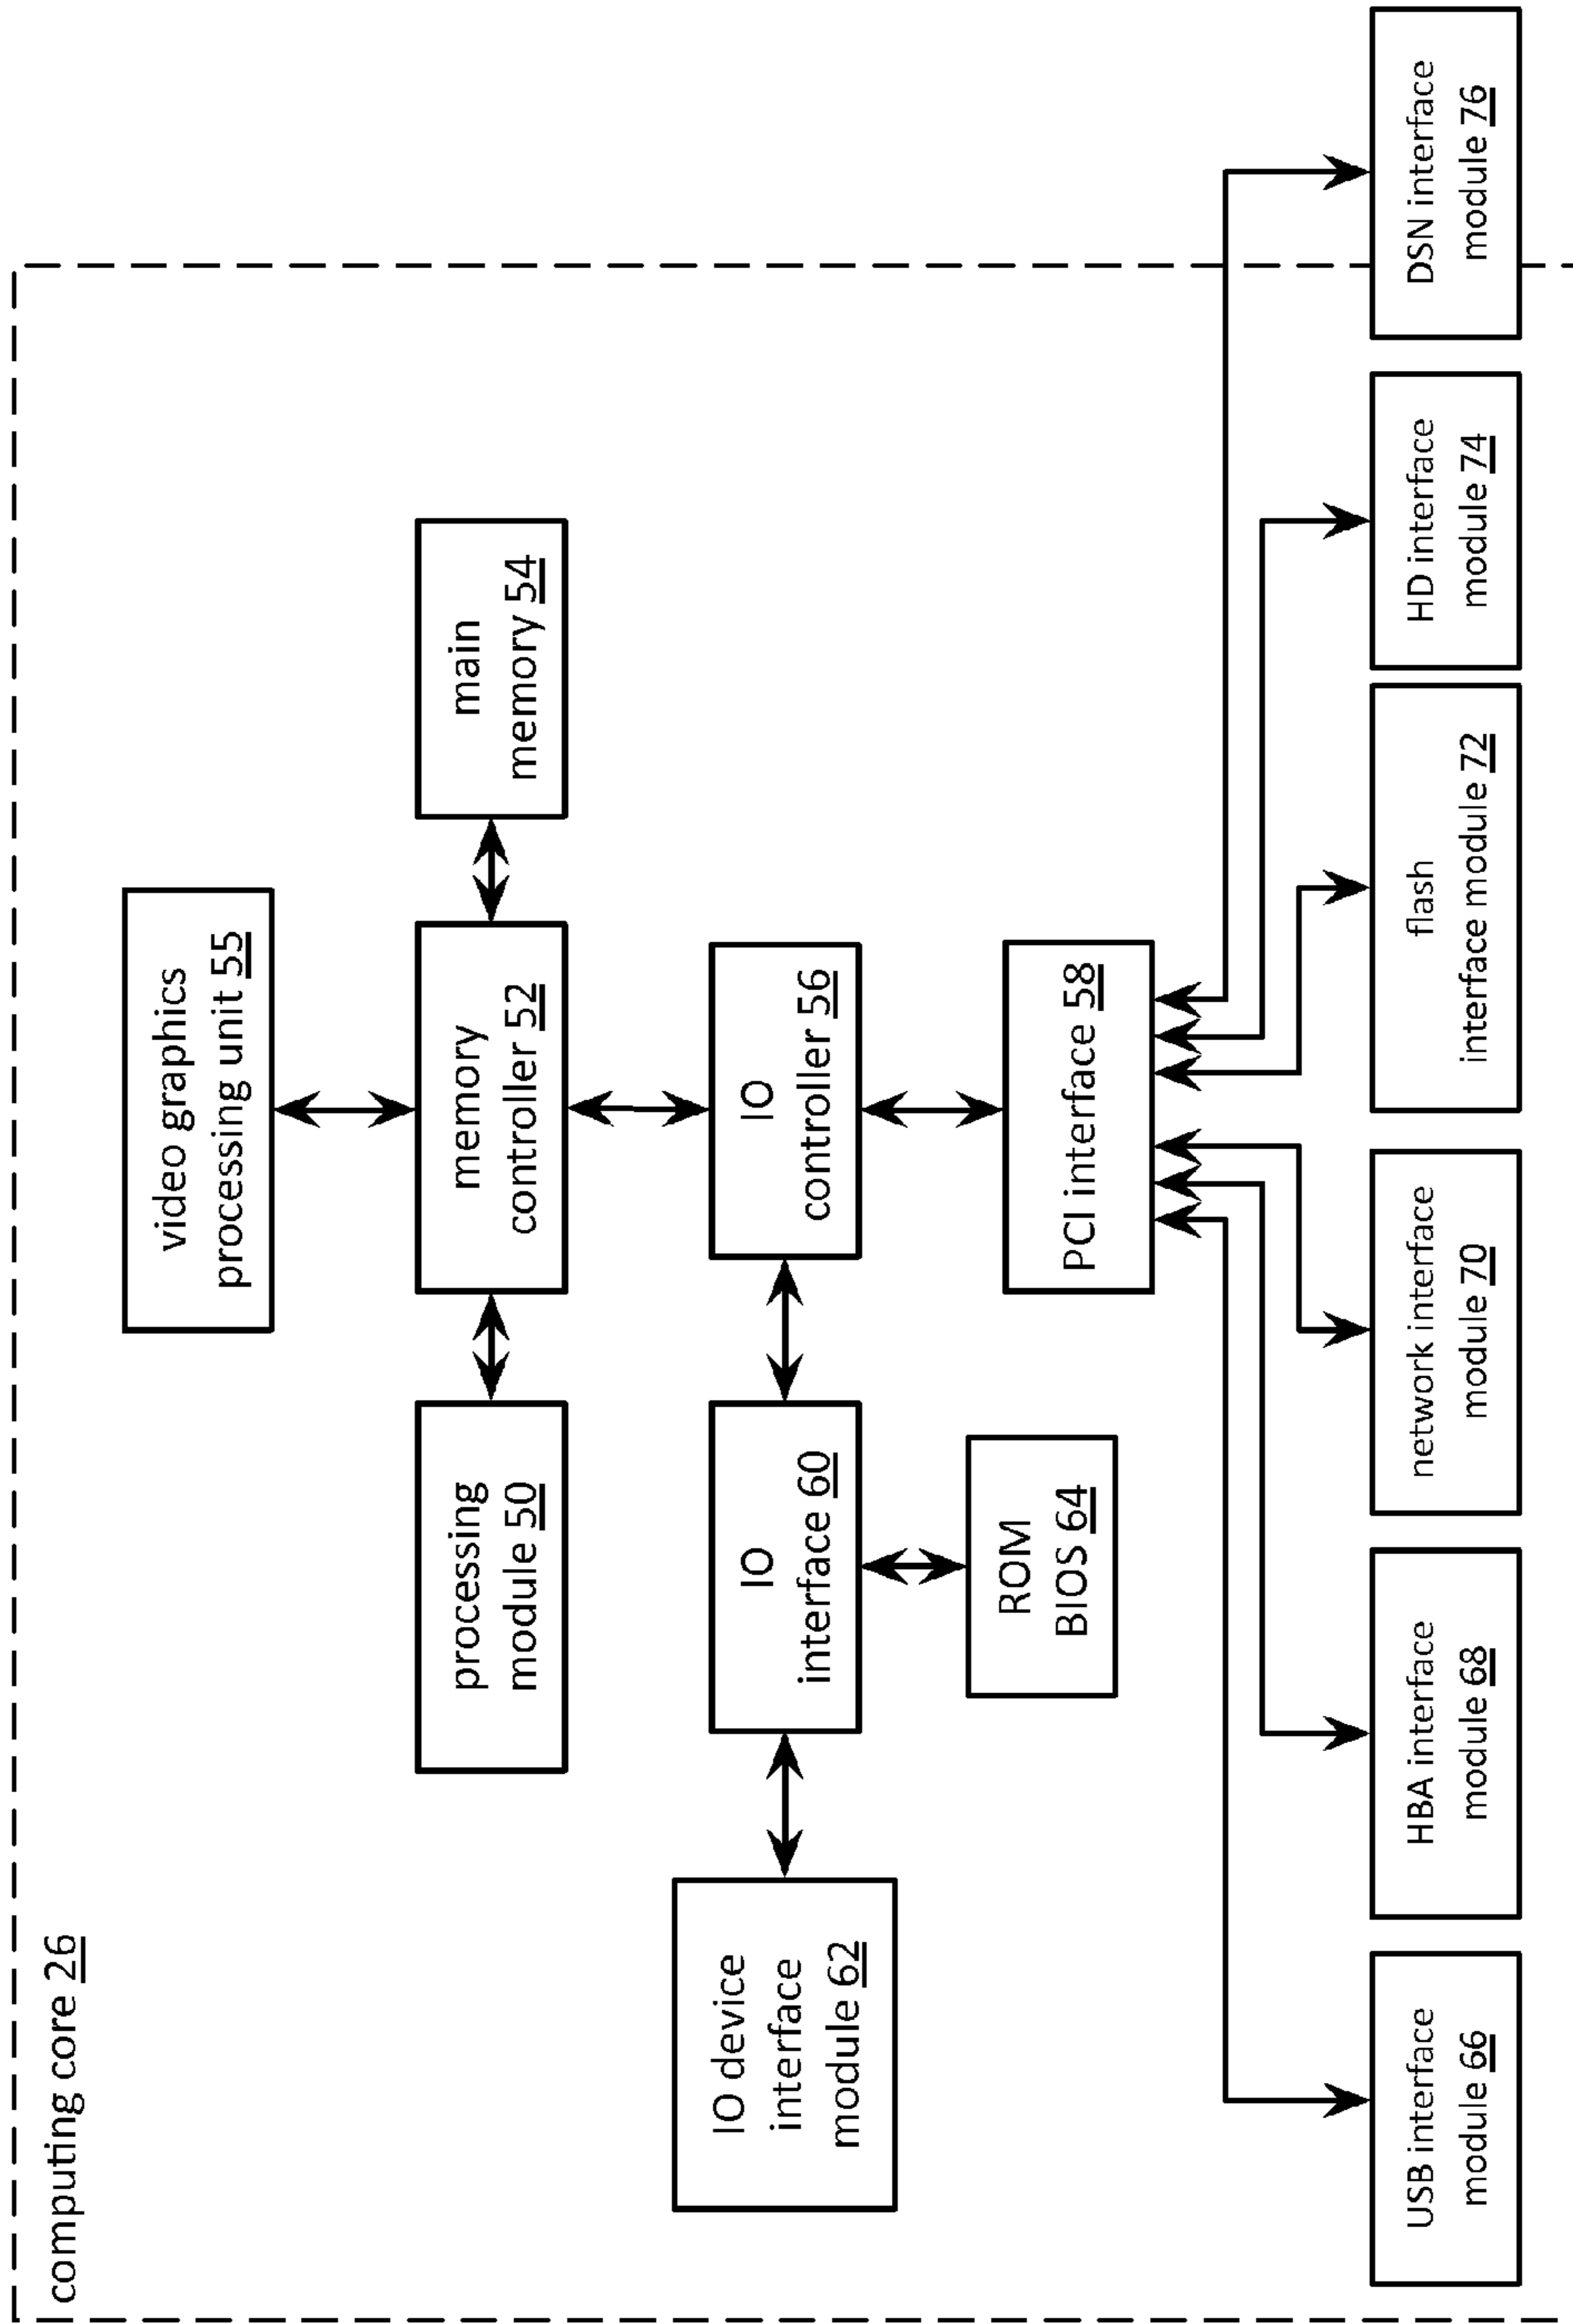 computing core 26
video graphics
processing unit 55
processing
module 50
memory
controller 52
main
memory 54
IO device
interface
module 62
IO
interface 60
IO
controller 56
ROM
BIOS 64
PCI interface 58
USB interface
module 66
HBA interface
module 68
network interface
module 70
flash
interface module 72
HD interface
module 74
DSN interface
module 76